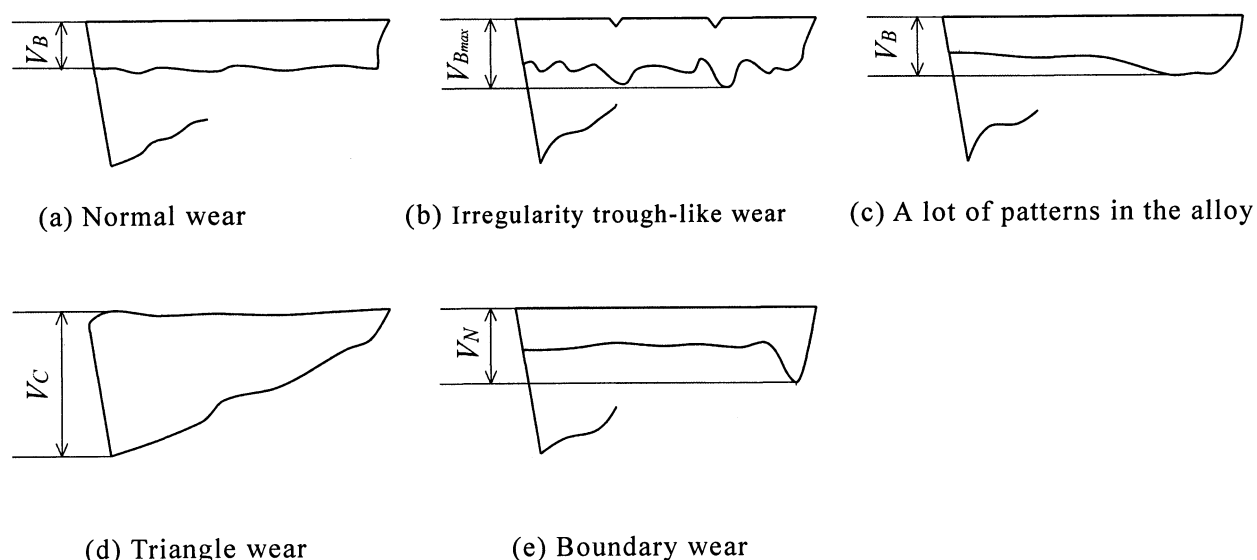 V_B
V_Bmax
V_B
(a) Normal wear
(b) Irregularity trough-like wear
(c) A lot of patterns in the alloy
V_C
V_N
(d) Triangle wear
(e) Boundary wear